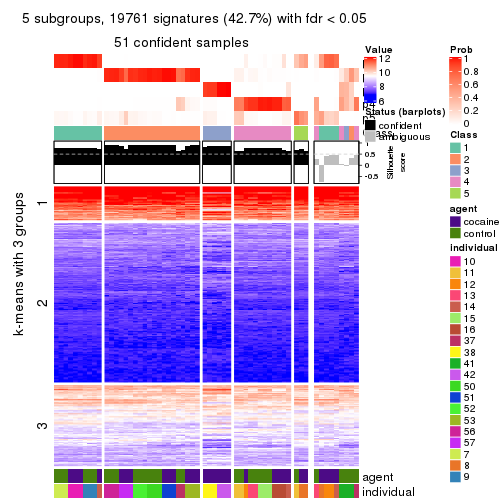 5 subgroups, 19761 signatures (42.7%) with fdr < 0.05
51 confident samples
k-means with 3 groups
1
2
3
1
0.5
0
-0.5
Silhouette
score
agent
individual
Value
12
10
8
6
Status (barplots)
confident
ambiguous
Prob
1
0.8
0.6
0.4
0.2
0
Class
1
2
3
4
5
agent
cocaine
control
individual
10
11
12
13
14
15
16
37
38
41
42
50
51
52
53
56
57
7
8
9